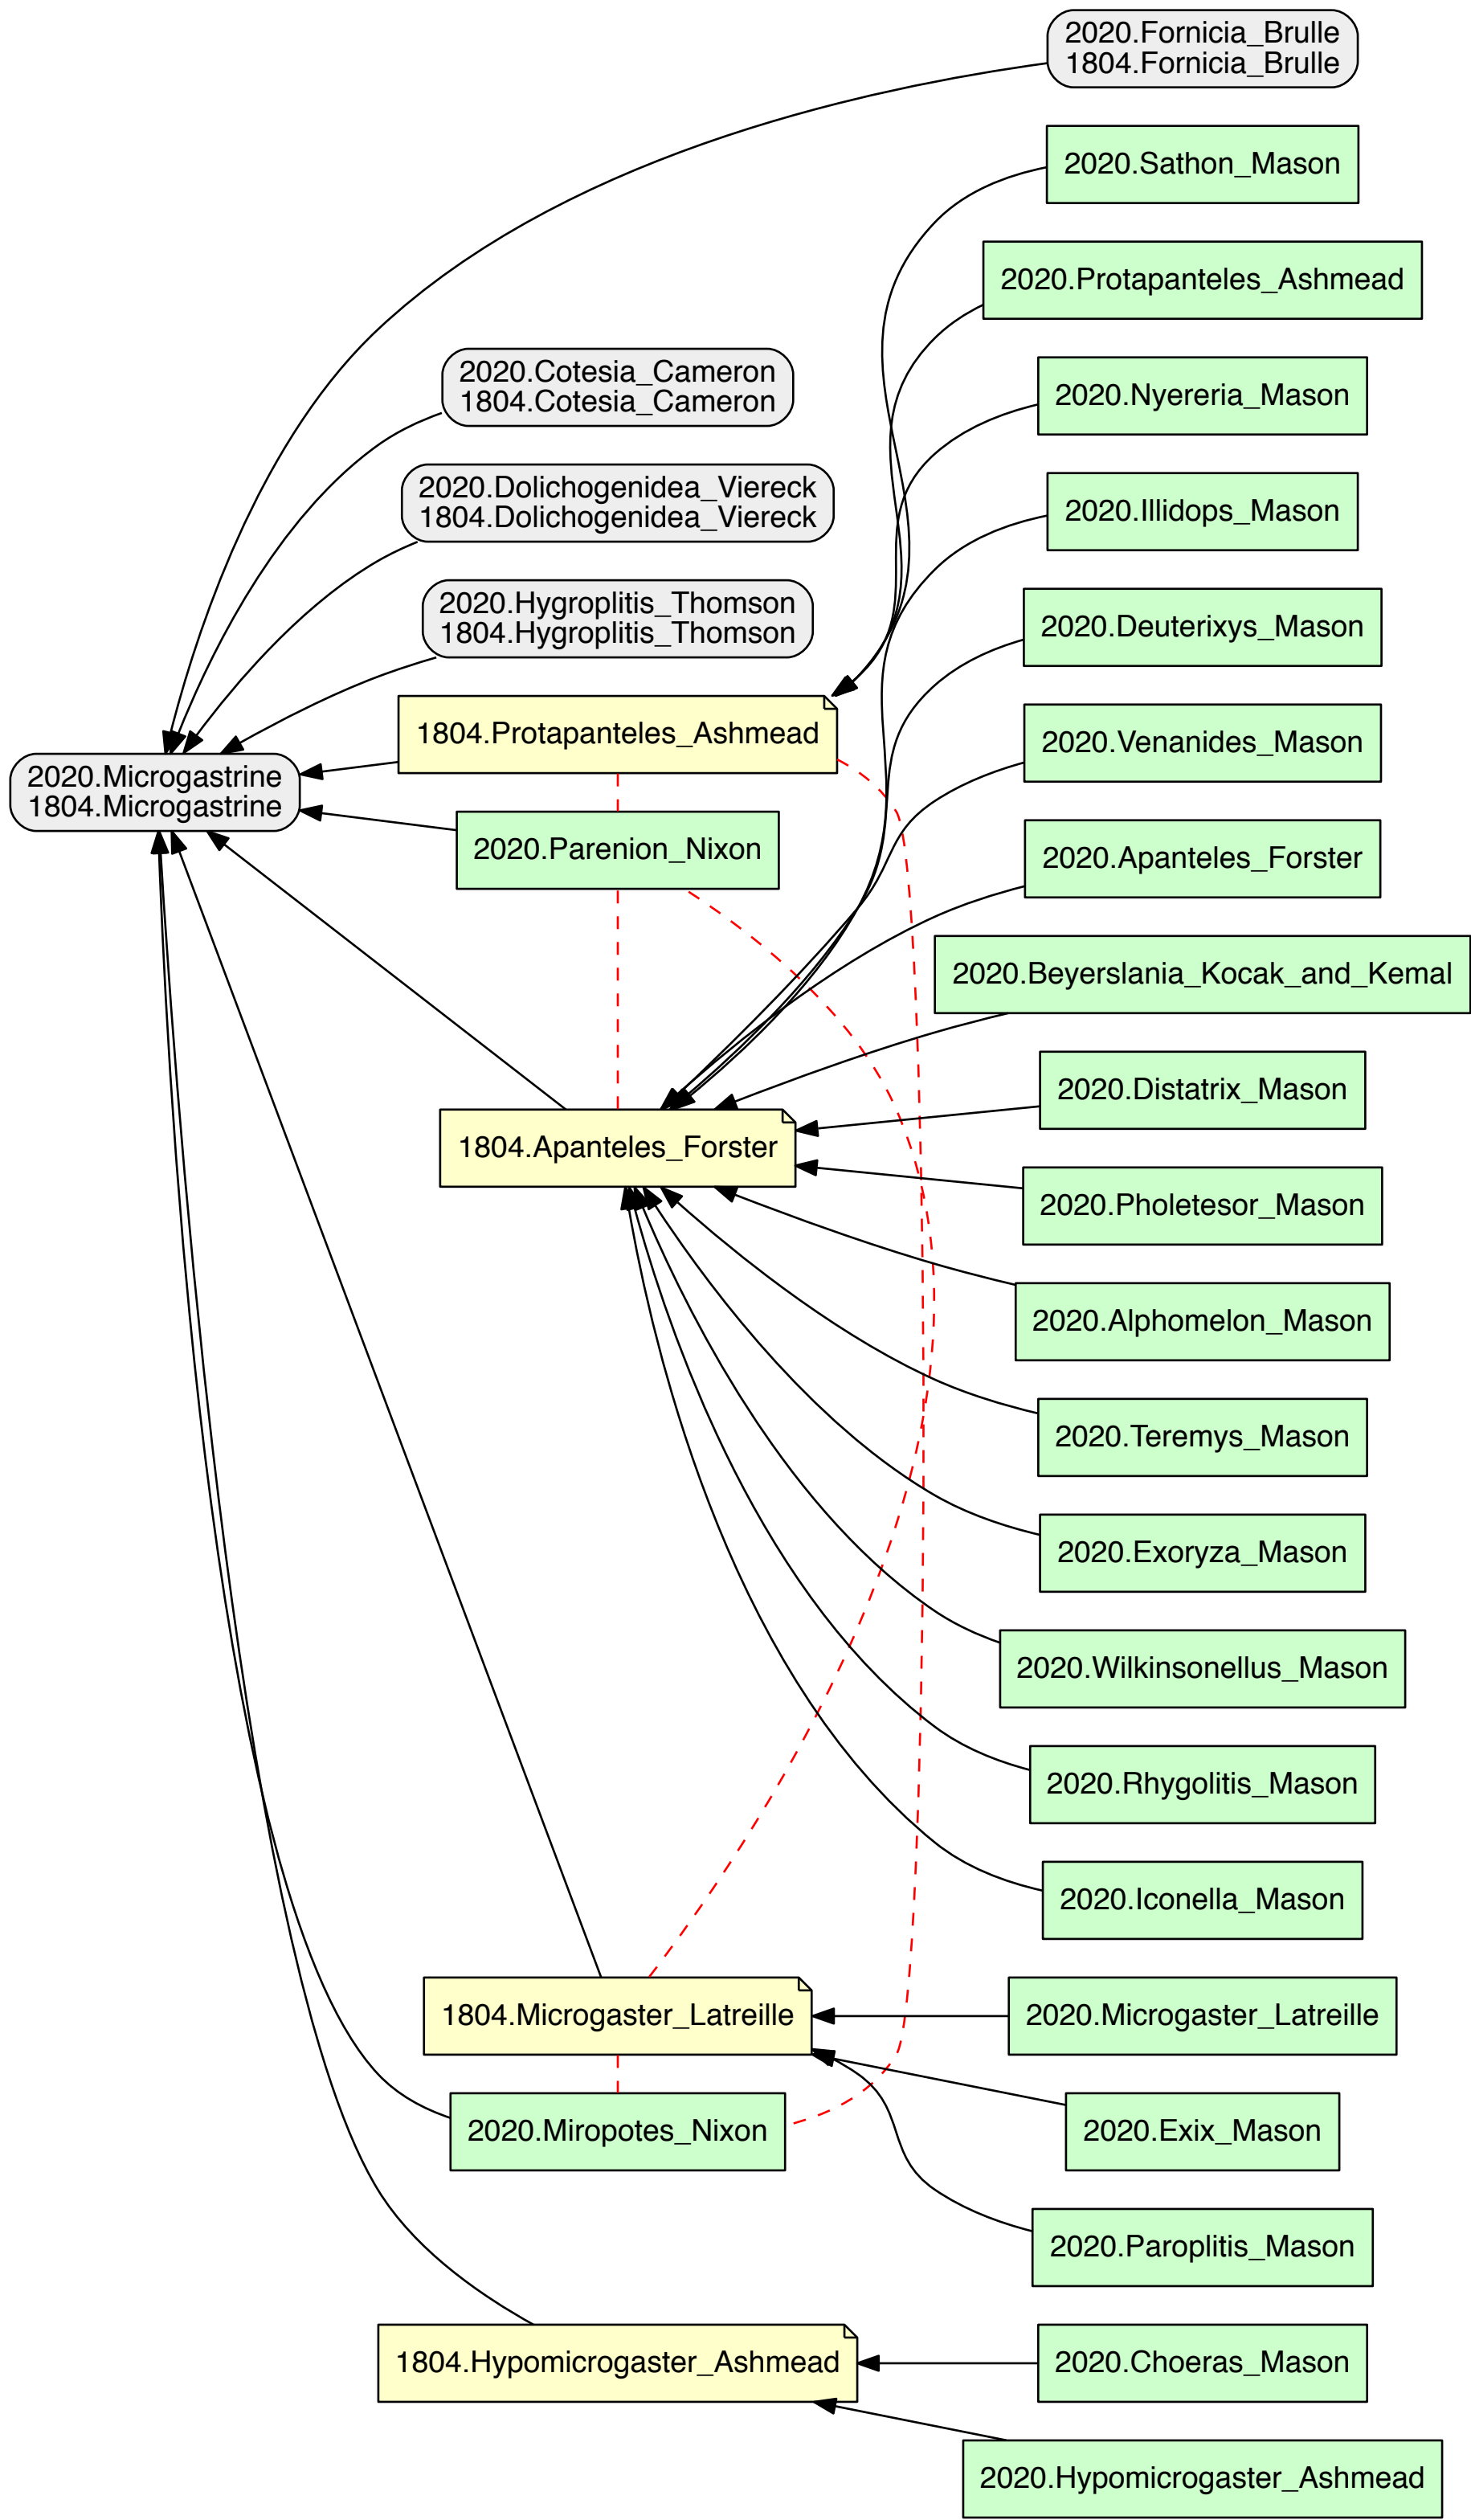 2020.Fornicia_Brulle
1804.Fornicia_Brulle
2020.Sathon_Mason
2020.Protapanteles_Ashmead
2020.Cotesia_Cameron
1804.Cotesia_Cameron
2020.Nyereria_Mason
2020.Dolichogenidea_Viereck
1804.Dolichogenidea_Viereck
2020.Illidops_Mason
2020.Hygroplitis_Thomson
1804.Hygroplitis_Thomson
2020.Deuterixys_Mason
1804.Protapanteles_Ashmead
2020.Venanides_Mason
2020.Microgastrine
1804.Microgastrine
2020.Parenion_Nixon
2020.Apanteles_Forster
2020.Beyerslania_Kocak_and_Kemal
2020.Distatrix_Mason
1804.Apanteles_Forster
2020.Pholetesor_Mason
2020.Alphomelon_Mason
2020.Teremys_Mason
2020.Exoryza_Mason
2020.Wilkinsonellus_Mason
2020.Rhygolitis_Mason
2020.Iconella_Mason
1804.Microgaster_Latreille
2020.Microgaster_Latreille
2020.Miropotes_Nixon
2020.Exix_Mason
2020.Paroplitis_Mason
1804.Hypomicrogaster_Ashmead
2020.Choeras_Mason
2020.Hypomicrogaster_Ashmead